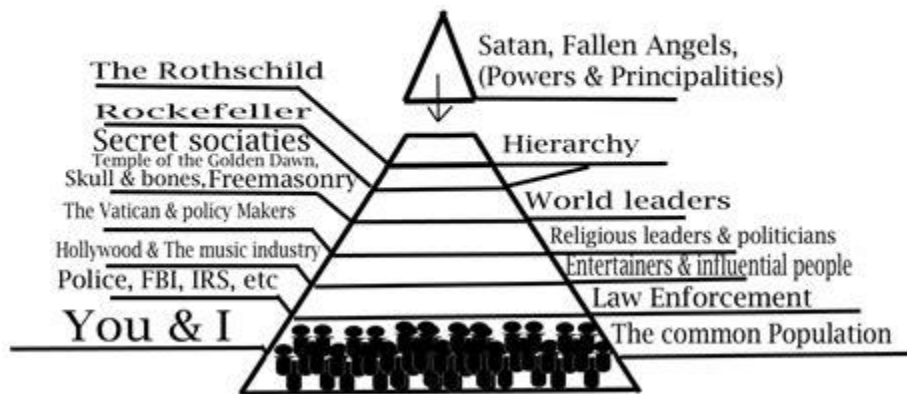 Satan, Fallen Angels,
(Powers & Principalities)
The Rothschild
Rockefeller
Secret sociaties
Temple of the Golden Dawn,
Skull & bones, Freemasonry
The Vatican & policy Makers
Hollywood & The music industry
Police, FBI, IRS, etc
You & I
Hierarchy
World leaders
Religious leaders & politicians
Entertainers & influential people
Law Enforcement
The common Population